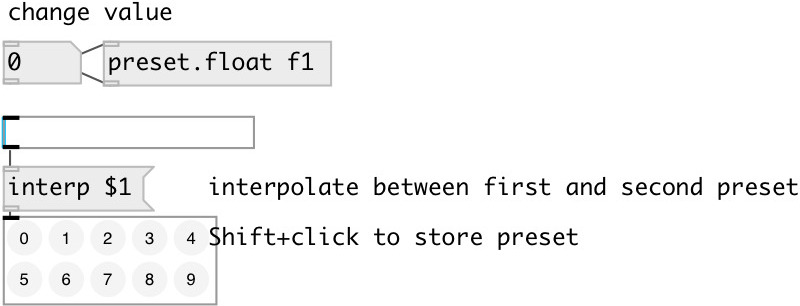 change value
0 preset.float f1
interp $1 interpolate between first and second preset
0 1 2 3 4 Shift+click to store preset
5 6 7 8 9